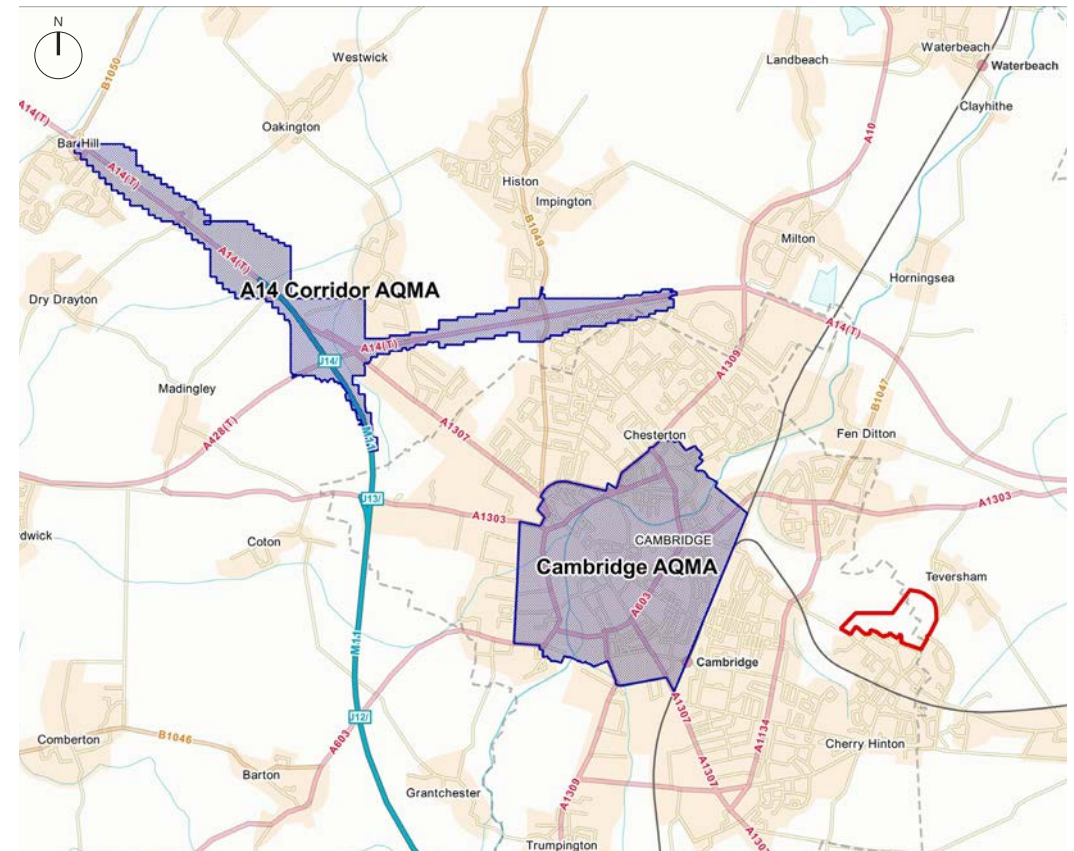 N
B1050
Westwick
Landbeach
Waterbeach
Waterbeach
Clayhithe
A14(T)
Oakington
A10
Bar Hill
A14(T)
Histon
Impington
B1049
Milton
A14(T)
Horningsea
A14 Corridor AQMA
Dry Drayton
A14(T)
A14(T)
J14/
A1309
Madingley
B1047
A428(T)
A1307
M11
Chesterton
Fen Ditton
J13/
A1303
A1303
dwick
Coton
CAMBRIDGE
Cambridge AQMA
Teversham
A603
M11
Cambridge
J12/
A1307
A1134
Comberton
B1046
A603
Cherry Hinton
Barton
Grantchester
A1309
A1307
Trumpington
A1307